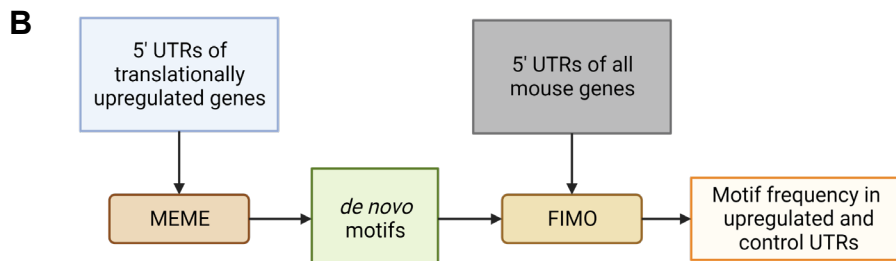 B
5' UTRs of
translationally
upregulated genes
5' UTRs of all
mouse genes
MEME
de novo
motifs
FIMO
Motif frequency in
upregulated and
control UTRs